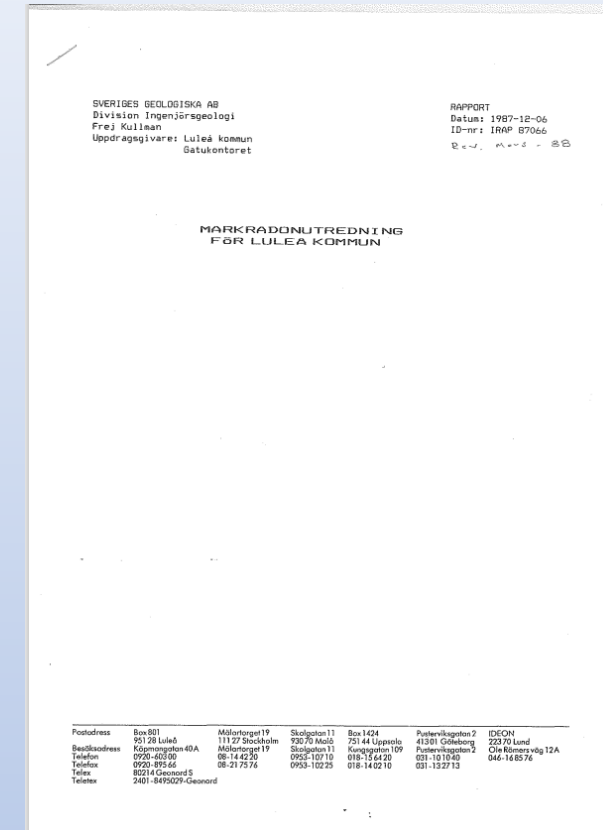 SVERIGES GEOLOGISKA AB
Division Ingenjörsgeologi
Frej Kullman
Uppdragsgivare: Luleå kommun
Gatukontoret
RAPPORT
Datum: 1987-12-06
ID-nr: IRAP 87066
Rev. Mars - 88
MARKRADONUTREDNING
FÖR LULEÅ KOMMUN
Postadress Box 801 Mälartorget 19 Skolgatan 11 Box 1424 Pusterviksgatan 2 IDEON
951 28 Luleå 111 27 Stockholm 930 70 Malå 751 44 Uppsala 413 01 Göteborg 223 70 Lund
Besöksadress Köpmangatan 40A Mälartorget 19 Skolgatan 11 Kungsgatan 109 Pusterviksgatan 2 Ole Römers väg 12A
Telefon 0920-603 00 08-14 42 20 0953-107 10 018-15 64 20 031-10 10 40 046-16 85 76
Telefax 0920-895 66 08-21 75 76 0953-102 25 018-14 02 10 031-13 27 13
Telex 80214 Geonord S
Teletex 2401-8495029-Geonord